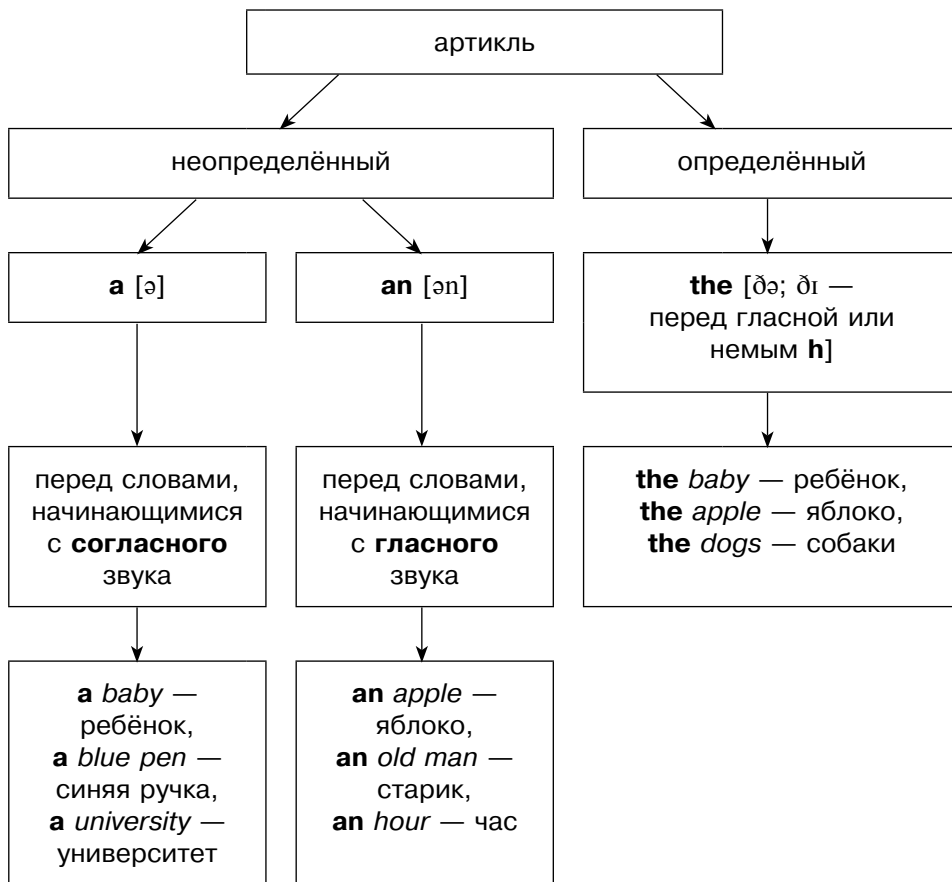 артикль
неопределённый
определённый
a [ə]
an [ən]
the [ðə; ðɪ —
перед гласной или
немым h]
перед словами,
начинающимися
с согласного
звука
перед словами,
начинающимися
с гласного
звука
the baby — ребёнок,
the apple — яблоко,
the dogs — собаки
a baby —
ребёнок,
a blue pen —
синяя ручка,
a university —
университет
an apple —
яблоко,
an old man —
старик,
an hour — час